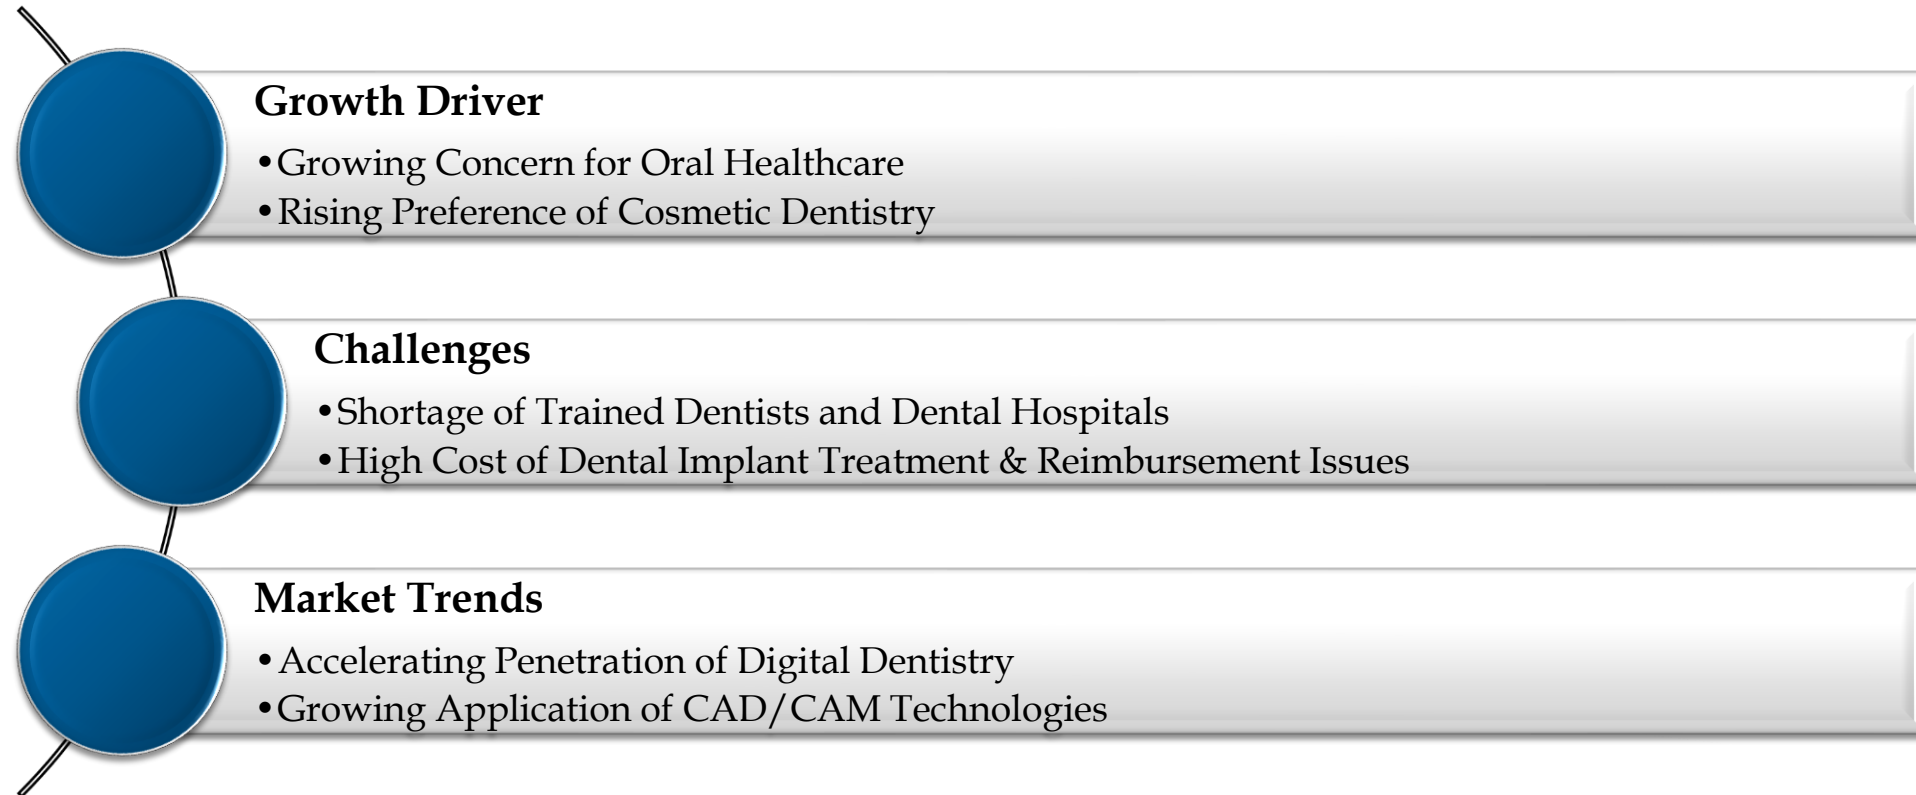 Growth Driver
•Growing Concern for Oral Healthcare
•Rising Preference of Cosmetic Dentistry
Challenges
•Shortage of Trained Dentists and Dental Hospitals
•High Cost of Dental Implant Treatment & Reimbursement Issues
Market Trends
•Accelerating Penetration of Digital Dentistry
•Growing Application of CAD/CAM Technologies